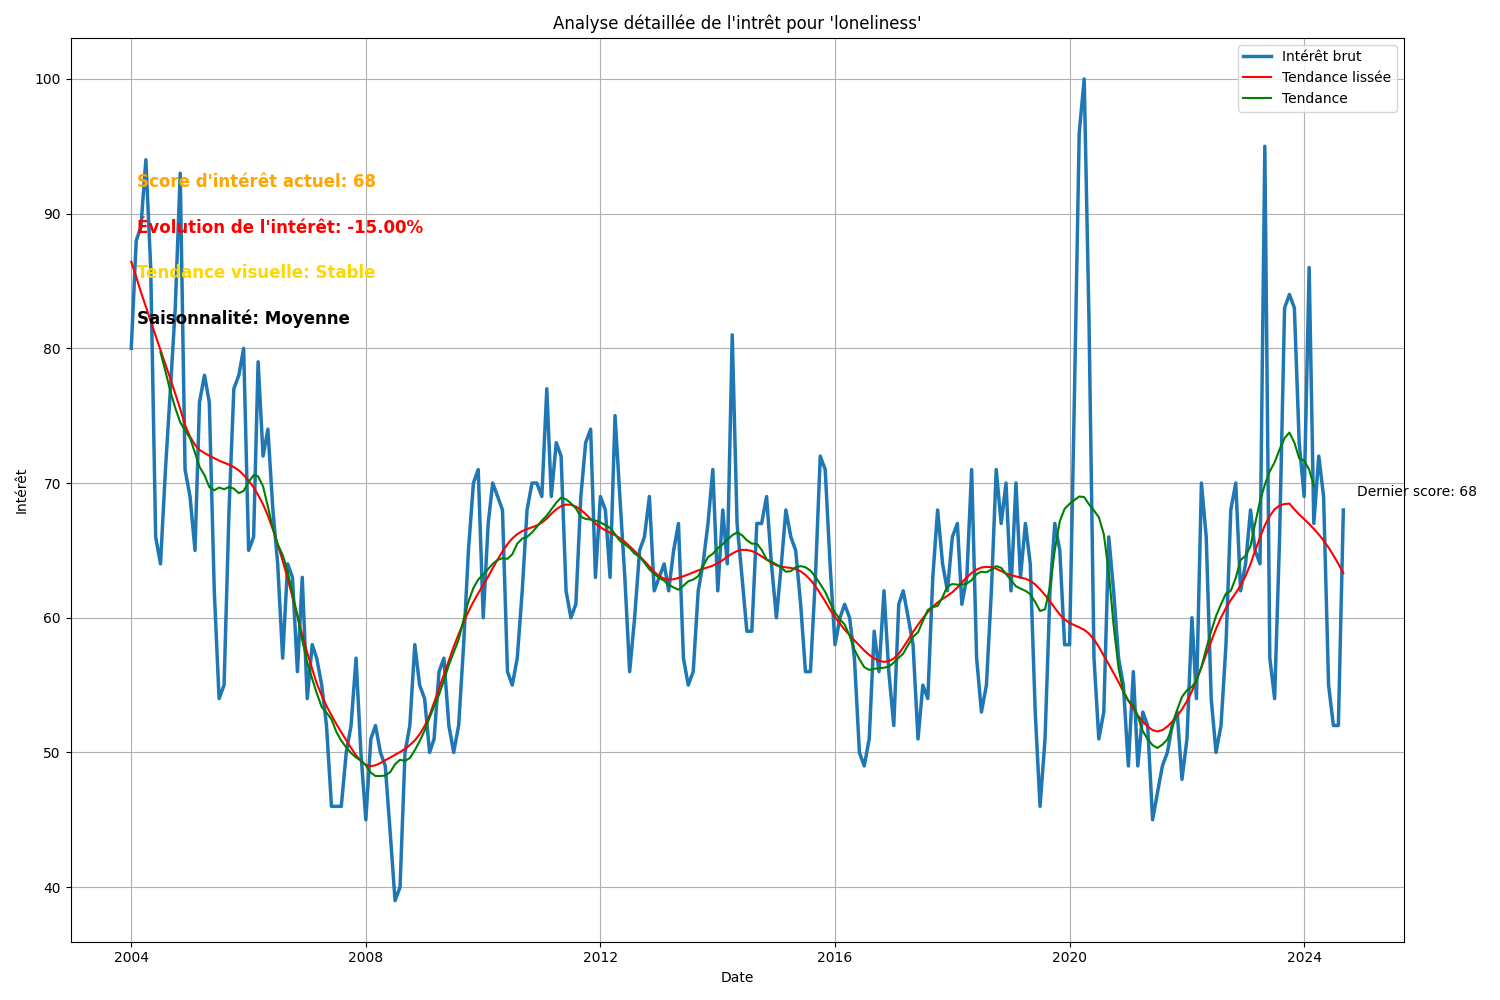 Analyse détaillée de l'intrêt pour 'loneliness'
Intérêt brut
Tendance lissée
Tendance
Score d'intérêt actuel: 68
Évolution de l'intérêt: -15.00%
Tendance visuelle: Stable
Saisonnalité: Moyenne
Dernier score: 68
Intérêt
100
90
80
70
60
50
40
2004
2008
2012
2016
2020
2024
Date